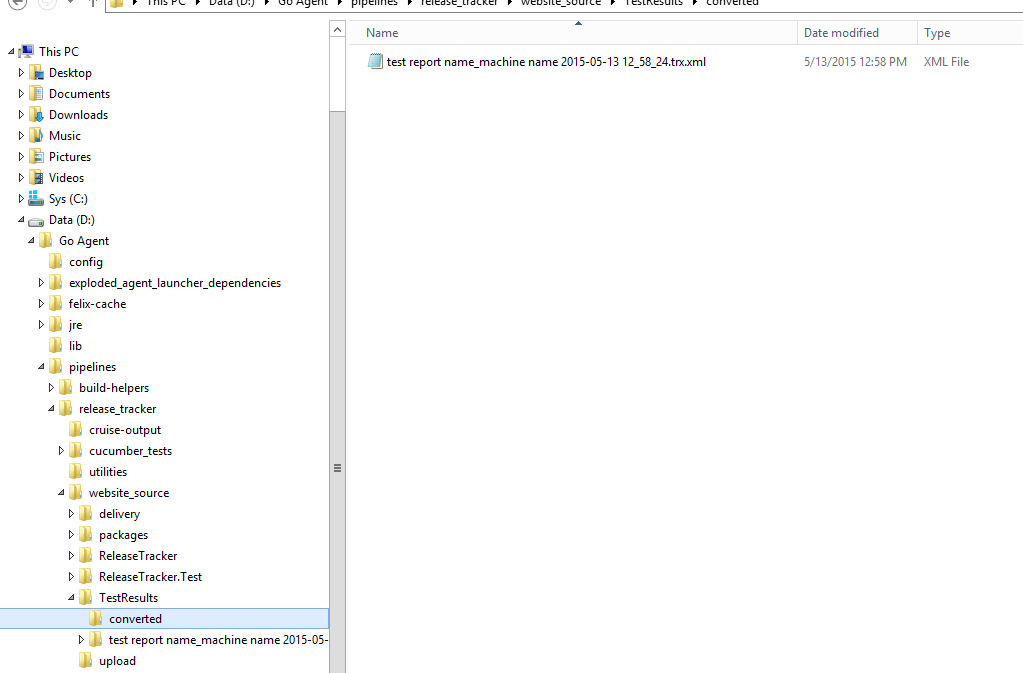 This PC Data (D:) Go Agent pipelines release_tracker website_source TestResults converted
This PC
Desktop
Documents
Downloads
Music
Pictures
Videos
Sys (C:)
Data (D:)
Go Agent
config
exploded_agent_launcher_dependencies
felix-cache
jre
lib
pipelines
build-helpers
release_tracker
cruise-output
cucumber_tests
utilities
website_source
delivery
packages
ReleaseTracker
ReleaseTracker.Test
TestResults
converted
test report name_machine name 2015-05-
upload
Name Date modified Type
test report name_machine name 2015-05-13 12_58_24.trx.xml 5/13/2015 12:58 PM XML File